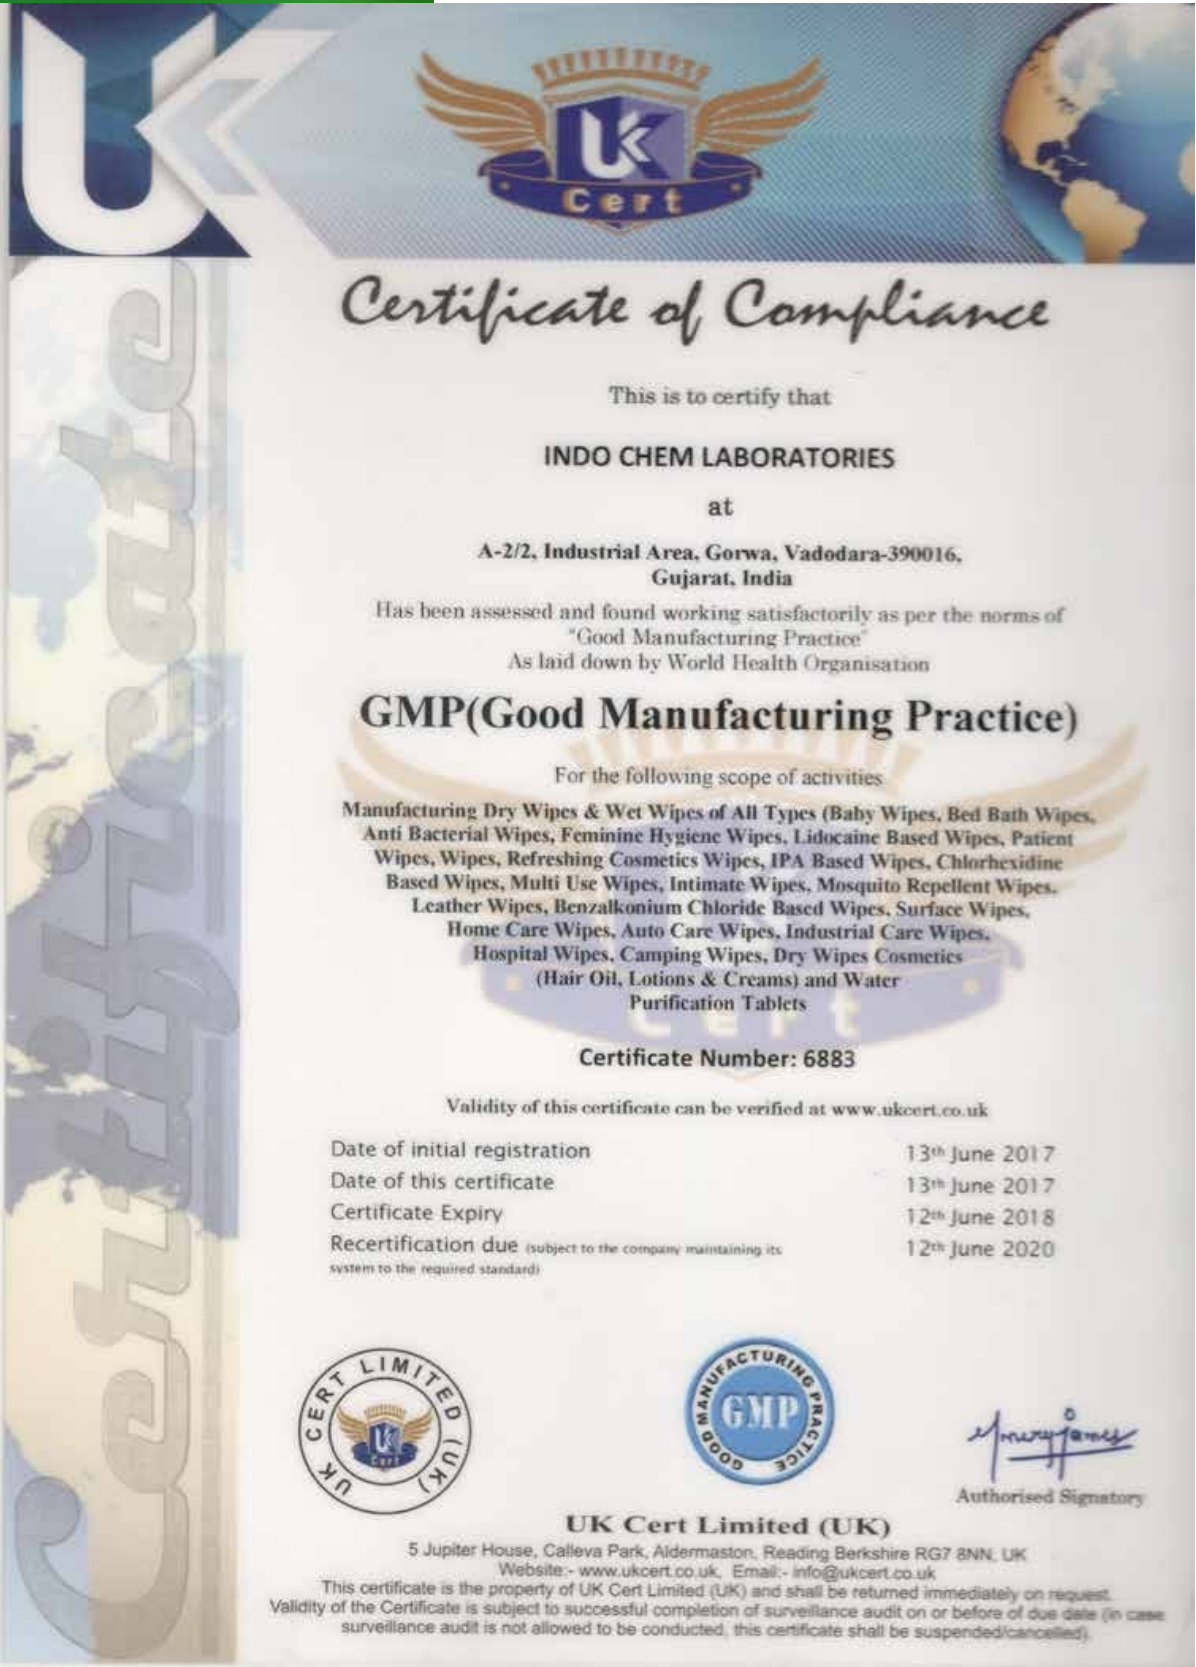 UK
UK
Cert
Certificate of Compliance
This is to certify that
INDO CHEM LABORATORIES
at
A-2/2, Industrial Area, Gorwa, Vadodara-390016,
Gujarat, India
Has been assessed and found working satisfactorily as per the norms of
"Good Manufacturing Practice"
As laid down by World Health Organisation
GMP(Good Manufacturing Practice)
For the following scope of activities
Manufacturing Dry Wipes & Wet Wipes of All Types (Baby Wipes, Bed Bath Wipes,
Anti Bacterial Wipes, Feminine Hygiene Wipes, Lidocaine Based Wipes, Patient
Wipes, Wipes, Refreshing Cosmetics Wipes, IPA Based Wipes, Chlorhexidine
Based Wipes, Multi Use Wipes, Intimate Wipes, Mosquito Repellent Wipes,
Leather Wipes, Benzalkonium Chloride Based Wipes, Surface Wipes,
Home Care Wipes, Auto Care Wipes, Industrial Care Wipes,
Hospital Wipes, Camping Wipes, Dry Wipes Cosmetics
(Hair Oil, Lotions & Creams) and Water
Purification Tablets
Cert
Certificate Number: 6883
Validity of this certificate can be verified at www.ukcert.co.uk
Date of initial registration 13th June 2017
Date of this certificate 13th June 2017
Certificate Expiry 12th June 2018
Recertification due (subject to the company maintaining its 12th June 2020
system to the required standard)
Certificate
UK CERT LIMITED (UK)
UK
Cert
GOOD MANUFACTURING PRACTICE
GMP
Authorised Signatory
UK Cert Limited (UK)
5 Jupiter House, Calleva Park, Aldermaston, Reading Berkshire RG7 8NN, UK
Website:- www.ukcert.co.uk, Email:- info@ukcert.co.uk
This certificate is the property of UK Cert Limited (UK) and shall be returned immediately on request.
Validity of the Certificate is subject to successful completion of surveillance audit on or before of due date (in case
surveillance audit is not allowed to be conducted, this certificate shall be suspended/cancelled).